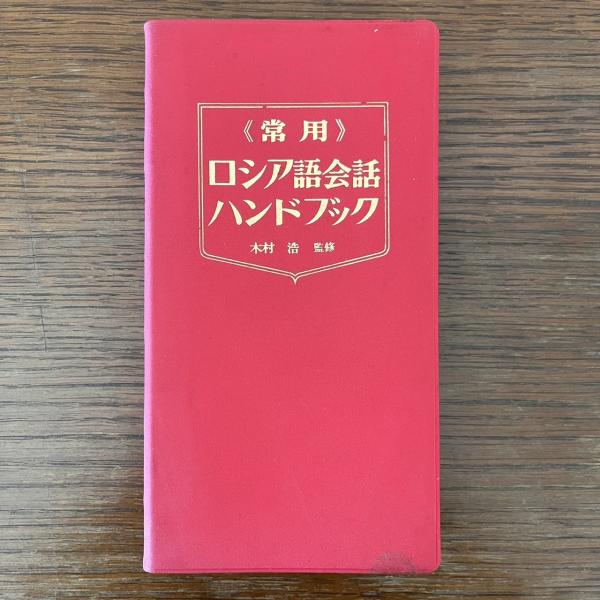 《常用》
ロシア語会話
ハンドブック
木村 浩 監修